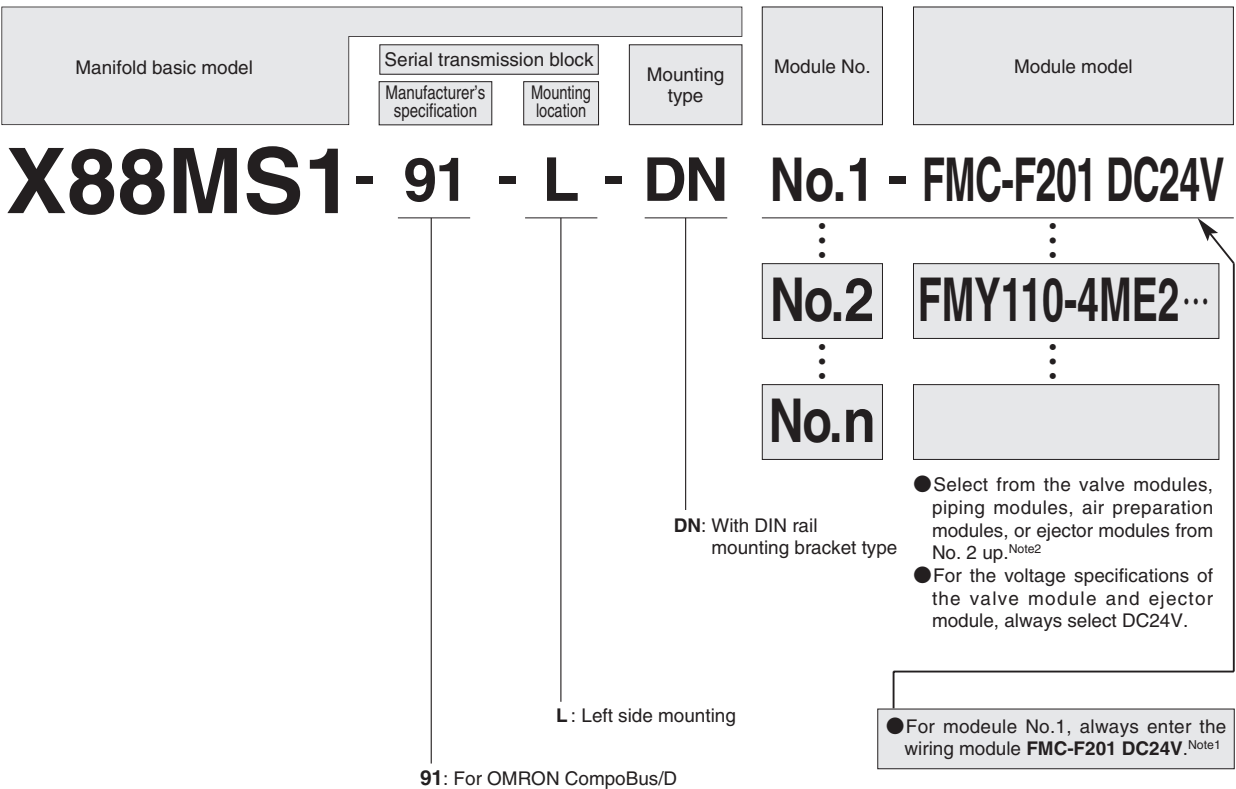 Manifold basic model
Serial transmission block
Manufacturer's
specification
Mounting
location
Mounting
type
Module No.
Module model
X88MS1- 91 - L - DN No.1 - FMC-F201 DC24V
No.2 FMY110-4ME2···
No.n
●Select from the valve modules,
piping modules, air preparation
modules, or ejector modules from
No. 2 up.Note2
●For the voltage specifications of
the valve module and ejector
module, always select DC24V.
DN: With DIN rail
mounting bracket type
L : Left side mounting
●For modeule No.1, always enter the
wiring module FMC-F201 DC24V.Note1
91: For OMRON CompoBus/D